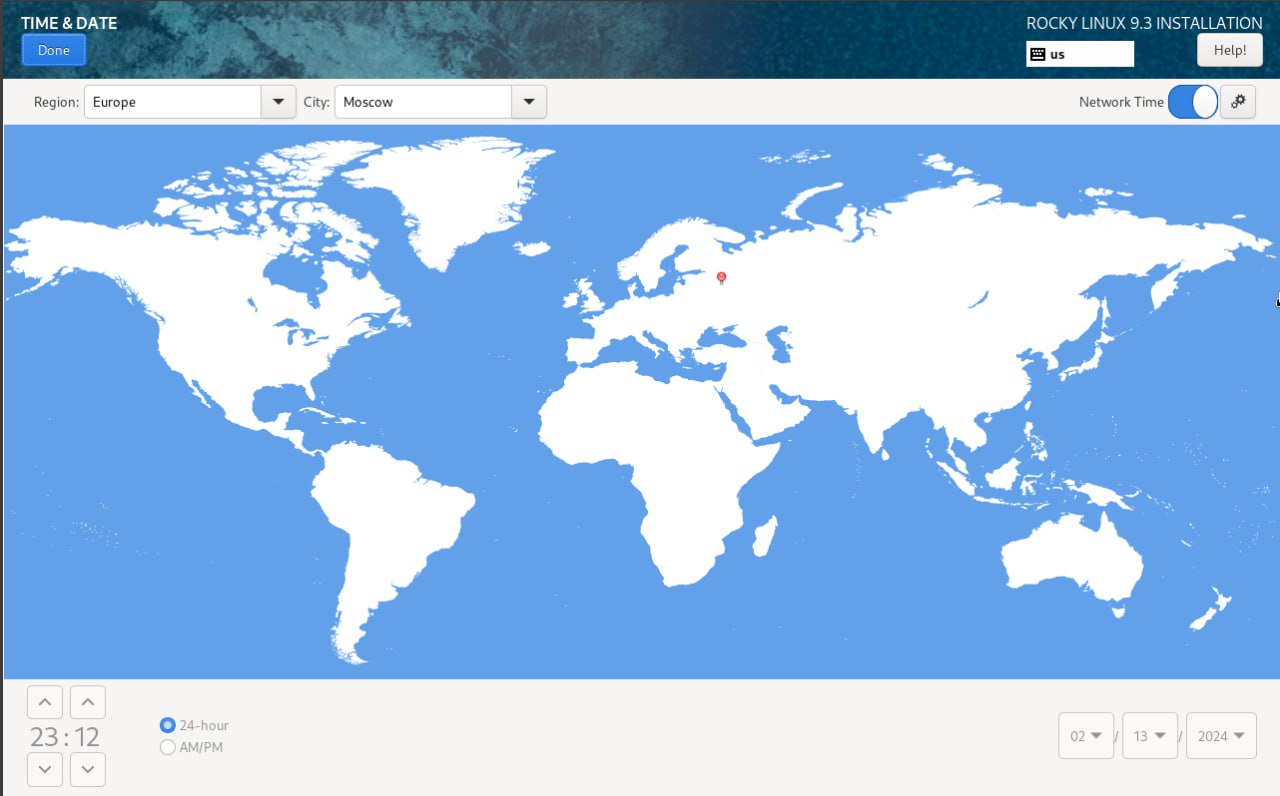 TIME & DATE
ROCKY LINUX 9.3 INSTALLATION
Done
us
Help!
Region: Europe City: Moscow Network Time
23:12
24-hour
AM/PM
02 / 13 / 2024